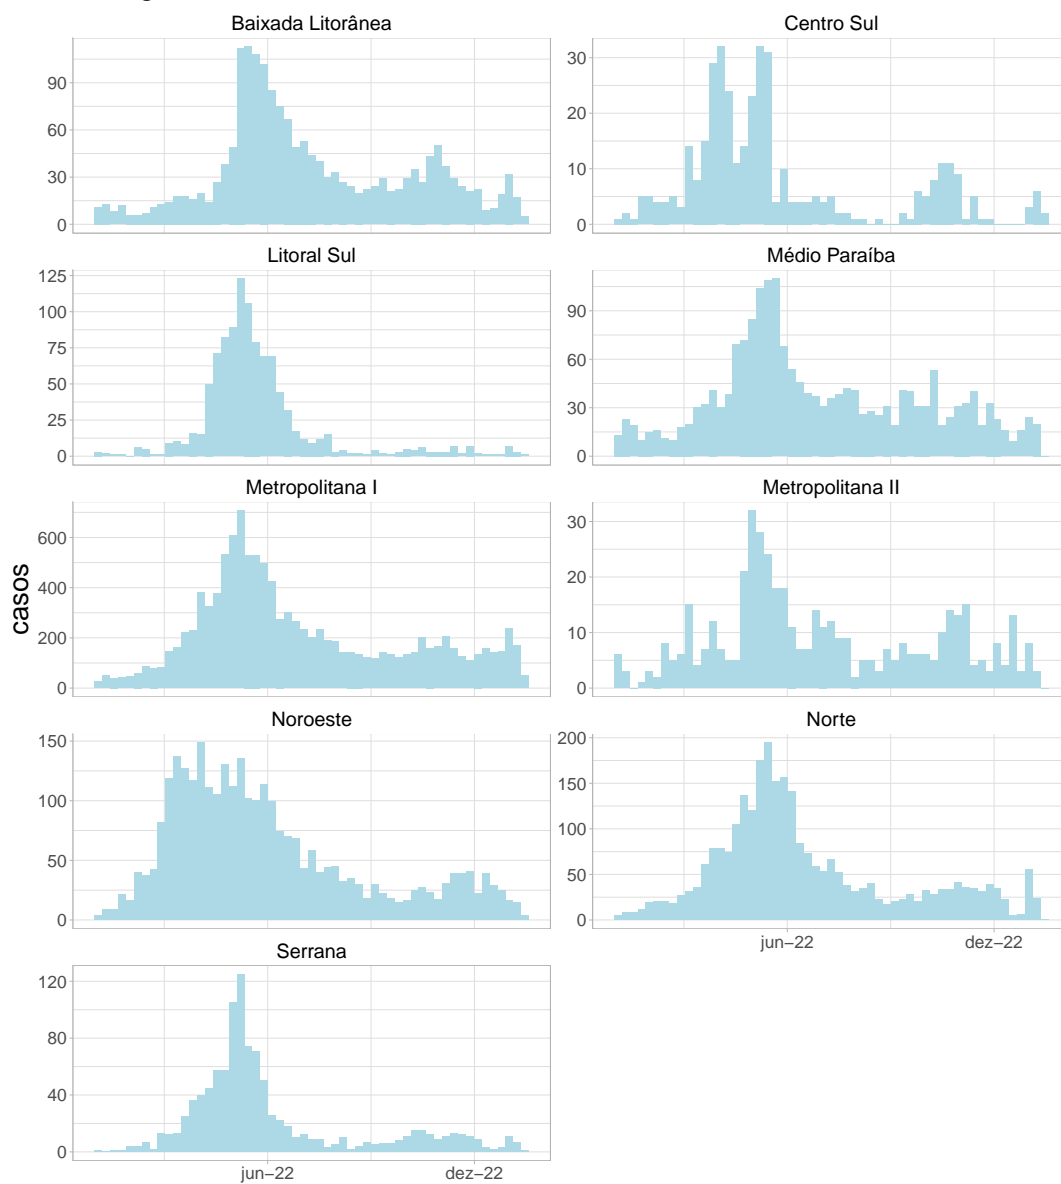 Baixada Litorânea
Centro Sul
90
60
30
0
30
20
10
0
Litoral Sul
Médio Paraíba
125
100
75
50
25
0
90
60
30
0
Metropolitana I
Metropolitana II
600
400
200
0
30
20
10
0
casos
Noroeste
Norte
150
100
50
0
200
150
100
50
0
jun−22
dez−22
Serrana
120
80
40
0
jun−22
dez−22